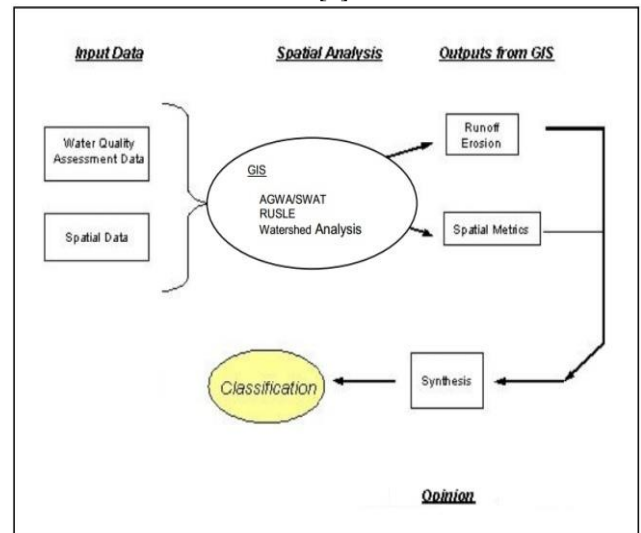 Input Data
Spatial Analysis
Outputs from GIS
Water Quality
Assessment Data
Spatial Data
GIS
AGWA/SWAT
RUSLE
Watershed Analysis
Runoff
Erosion
Spatial Metrics
Classification
Synthesis
Opinion